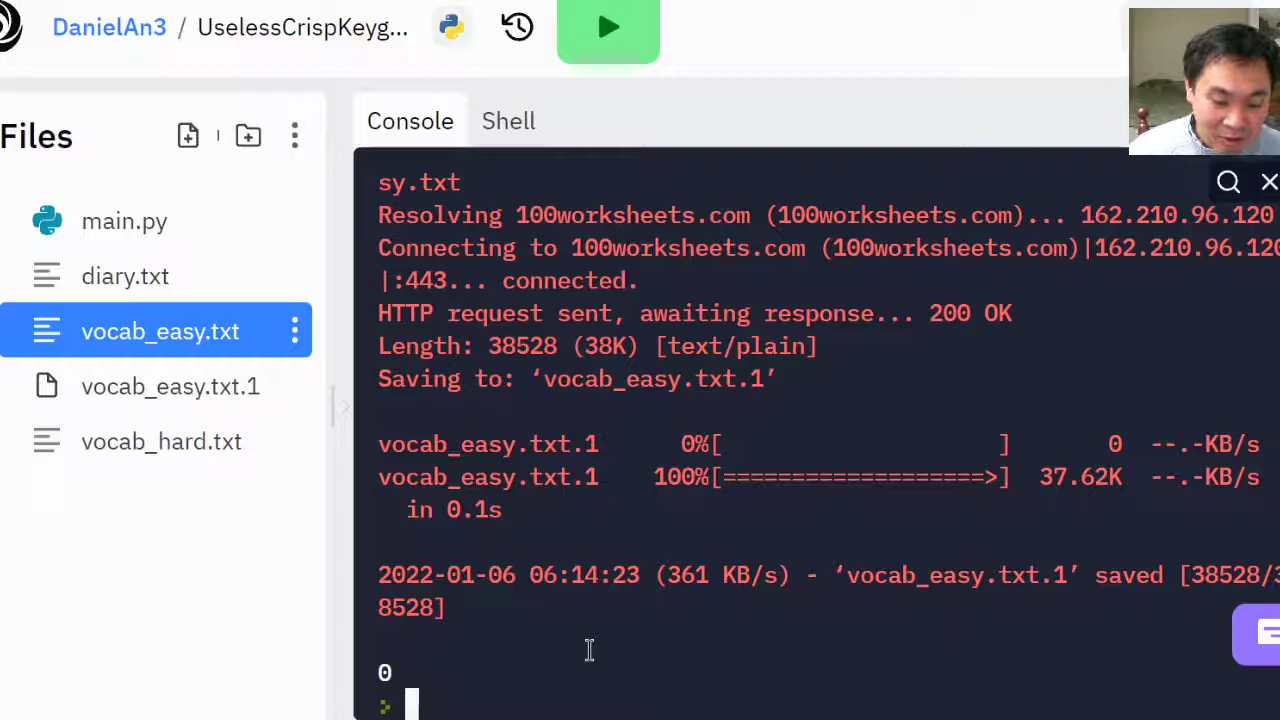 DanielAn3 / UselessCrispKeyg...
Files
Console Shell
main.py
diary.txt
vocab_easy.txt
vocab_easy.txt.1
vocab_hard.txt
sy.txt
Resolving 100worksheets.com (100worksheets.com)... 162.210.96.120
Connecting to 100worksheets.com (100worksheets.com)|162.210.96.120
|:443... connected.
HTTP request sent, awaiting response... 200 OK
Length: 38528 (38K) [text/plain]
Saving to: ‘vocab_easy.txt.1’
vocab_easy.txt.1 0%[ ] 0 --.-KB/s
vocab_easy.txt.1 100%[===================>] 37.62K --.-KB/s
in 0.1s
2022-01-06 06:14:23 (361 KB/s) - ‘vocab_easy.txt.1’ saved [38528/3
8528]
0
>